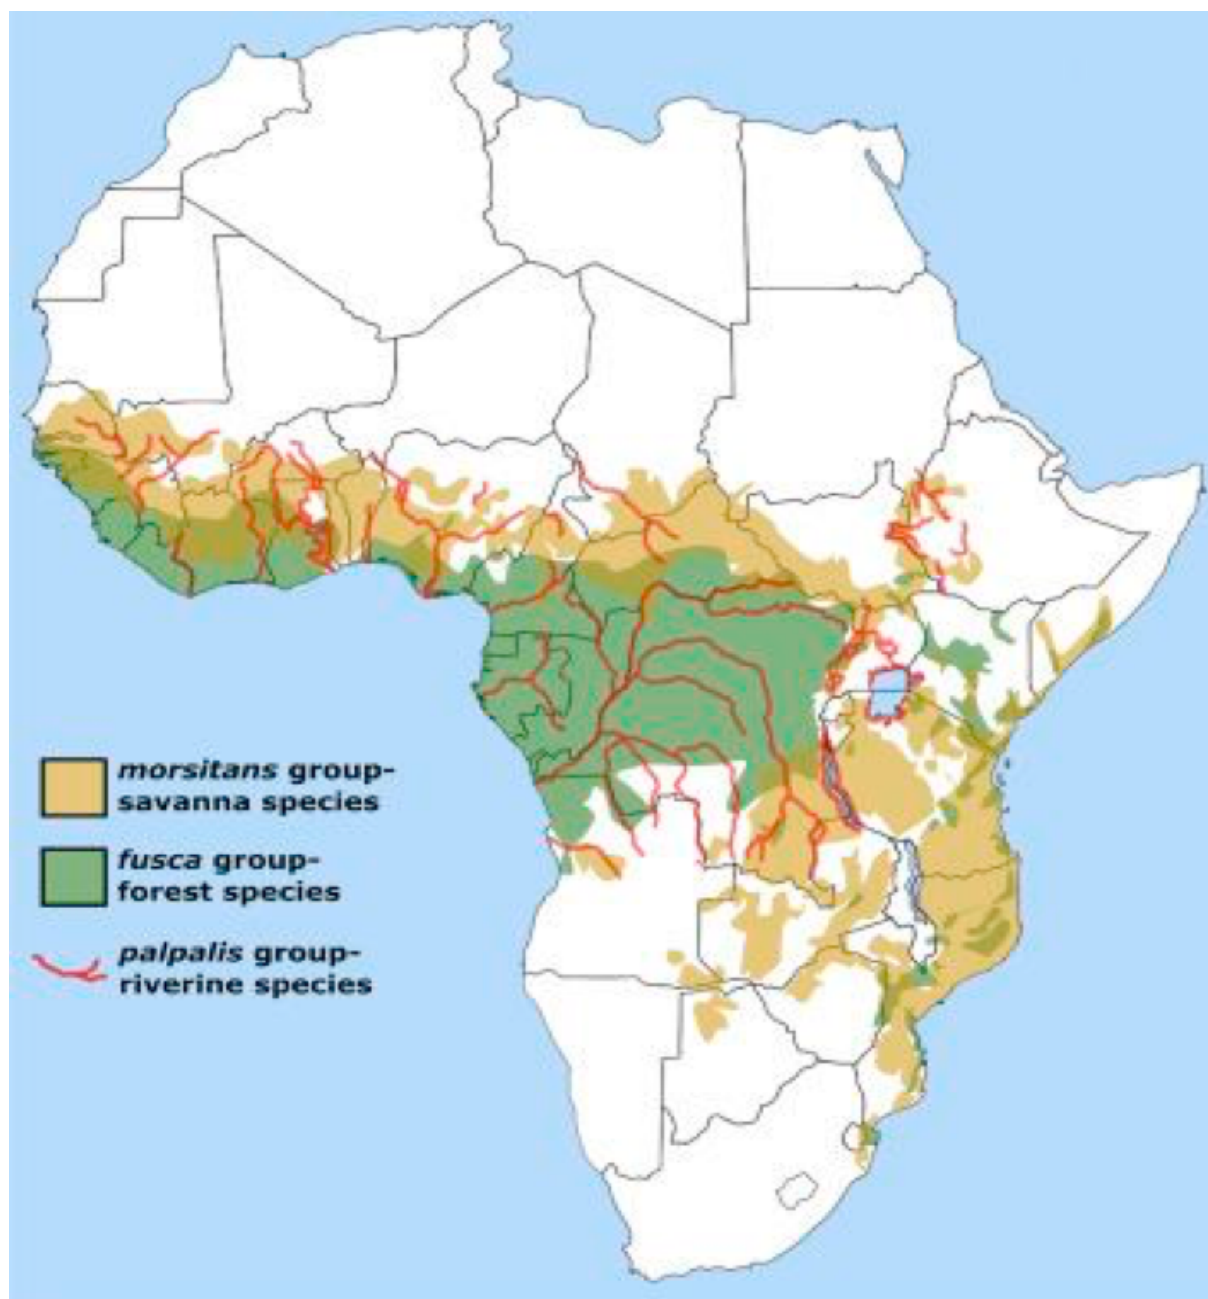 morsitans group-
savanna species
fusca group-
forest species
palpalis group-
riverine species